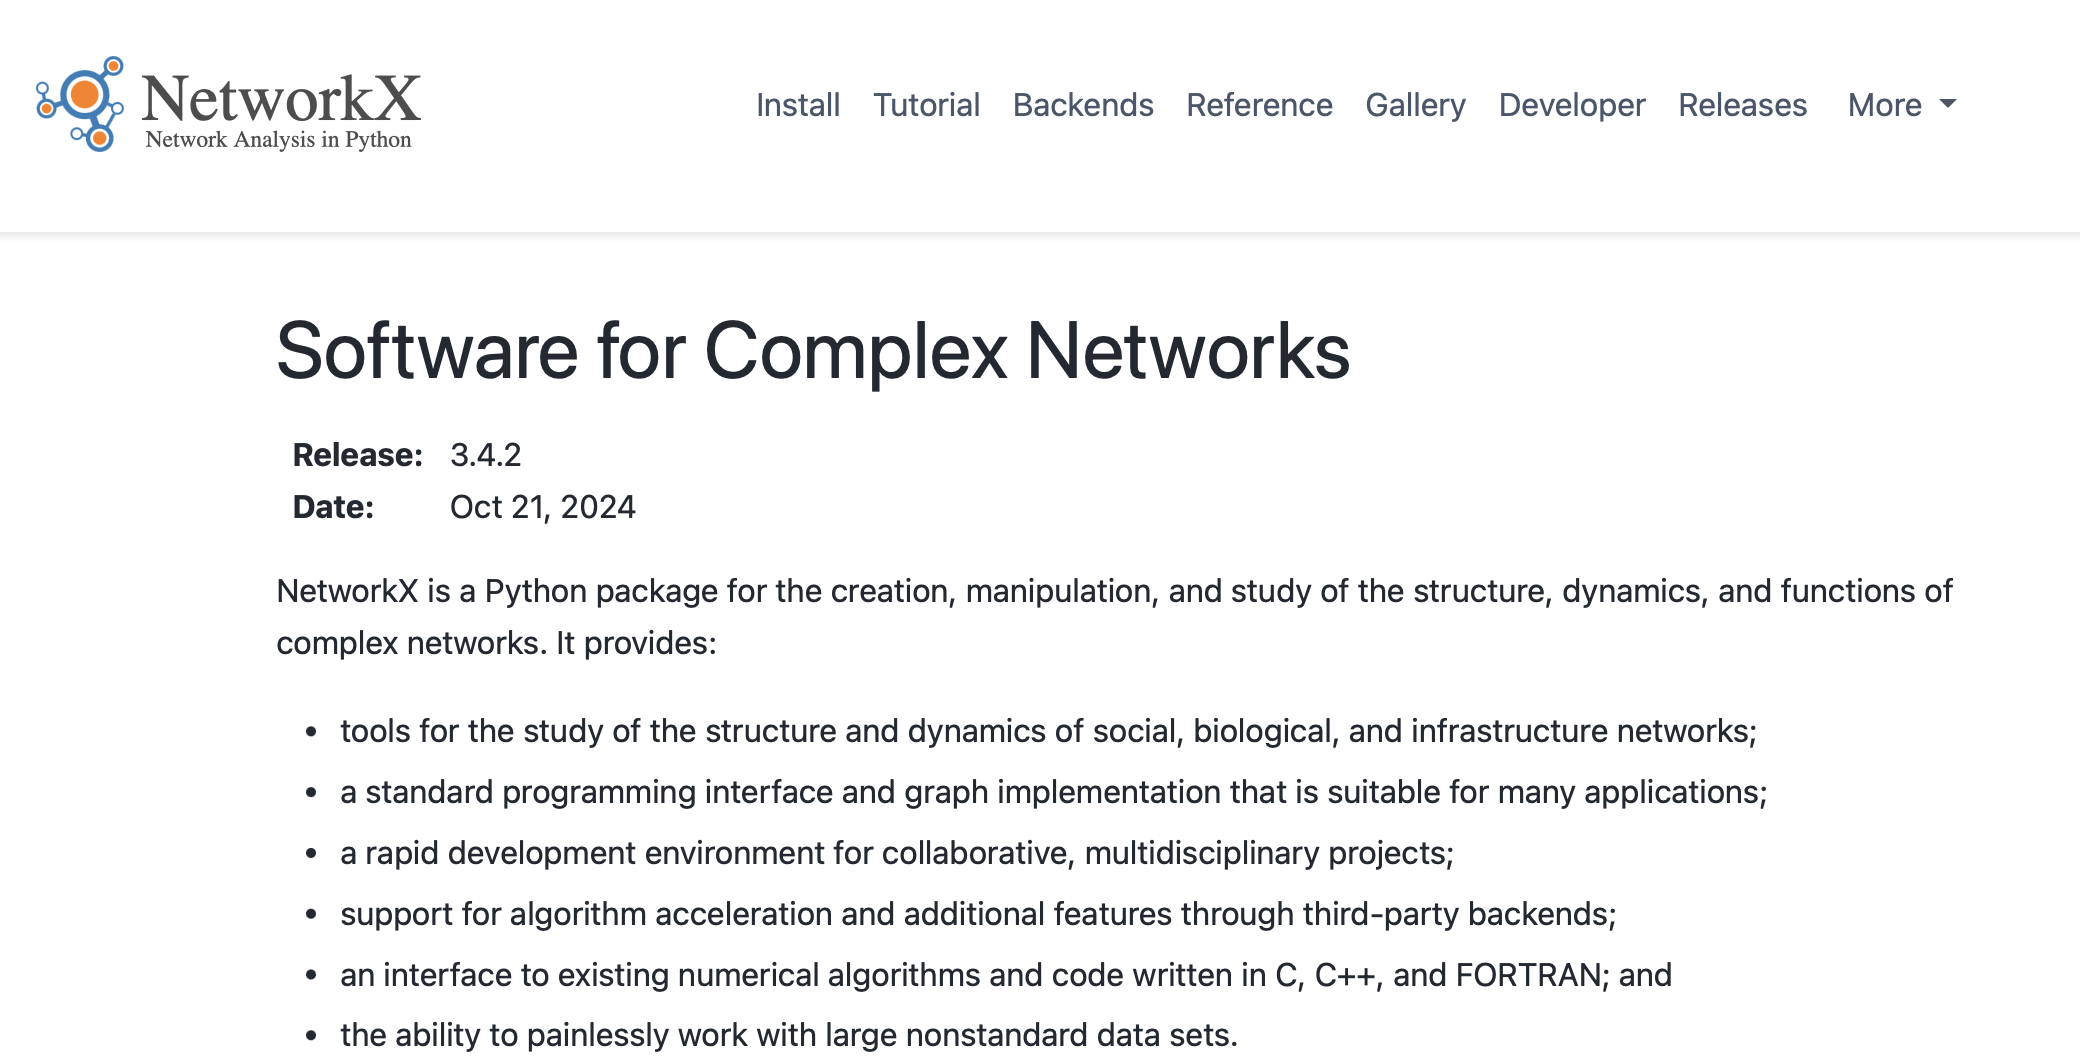 NetworkX
Network Analysis in Python
Install Tutorial Backends Reference Gallery Developer Releases More
Software for Complex Networks
Release: 3.4.2
Date: Oct 21, 2024
NetworkX is a Python package for the creation, manipulation, and study of the structure, dynamics, and functions of
complex networks. It provides:
• tools for the study of the structure and dynamics of social, biological, and infrastructure networks;
• a standard programming interface and graph implementation that is suitable for many applications;
• a rapid development environment for collaborative, multidisciplinary projects;
• support for algorithm acceleration and additional features through third-party backends;
• an interface to existing numerical algorithms and code written in C, C++, and FORTRAN; and
• the ability to painlessly work with large nonstandard data sets.